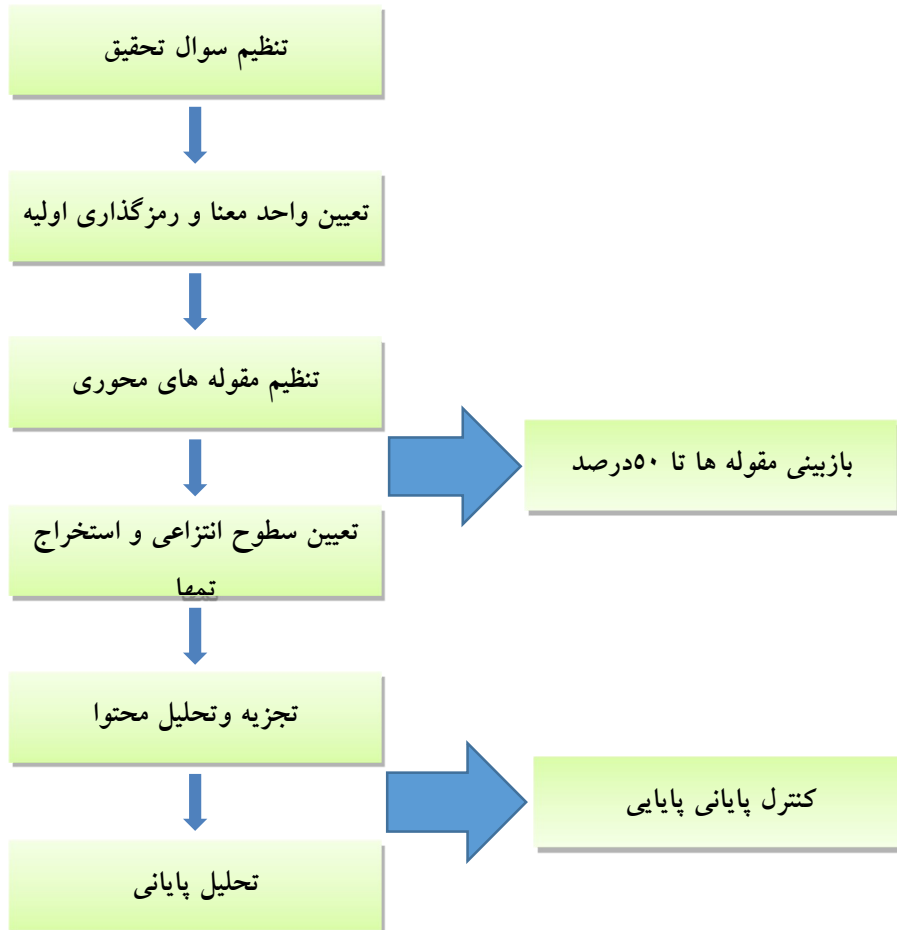 تنظیم سوال تحقیق
تعیین واحد معنا و رمزگذاری اولیه
تنظیم مقوله های محوری
بازبینی مقوله ها تا ۵۰درصد
تعیین سطوح انتزاعی و استخراج
تمها
تجزیه وتحلیل محتوا
کنترل پایانی پایایی
تحلیل پایانی